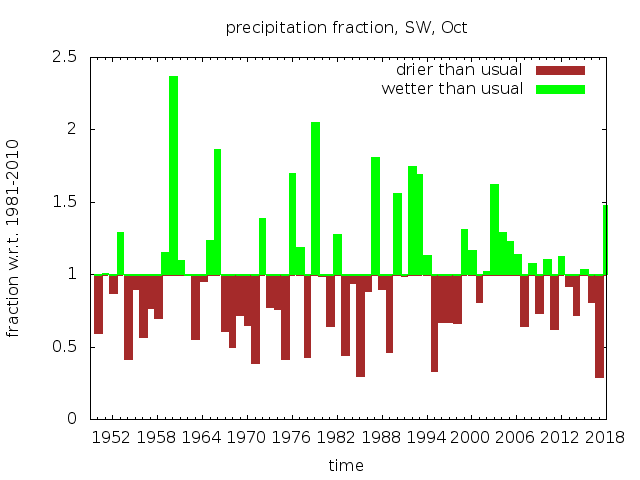 precipitation fraction, SW, Oct
drier than usual
wetter than usual
fraction w.r.t. 1981-2010
2.5
2
1.5
1
0.5
0
1952 1958 1964 1970 1976 1982 1988 1994 2000 2006 2012 2018
time